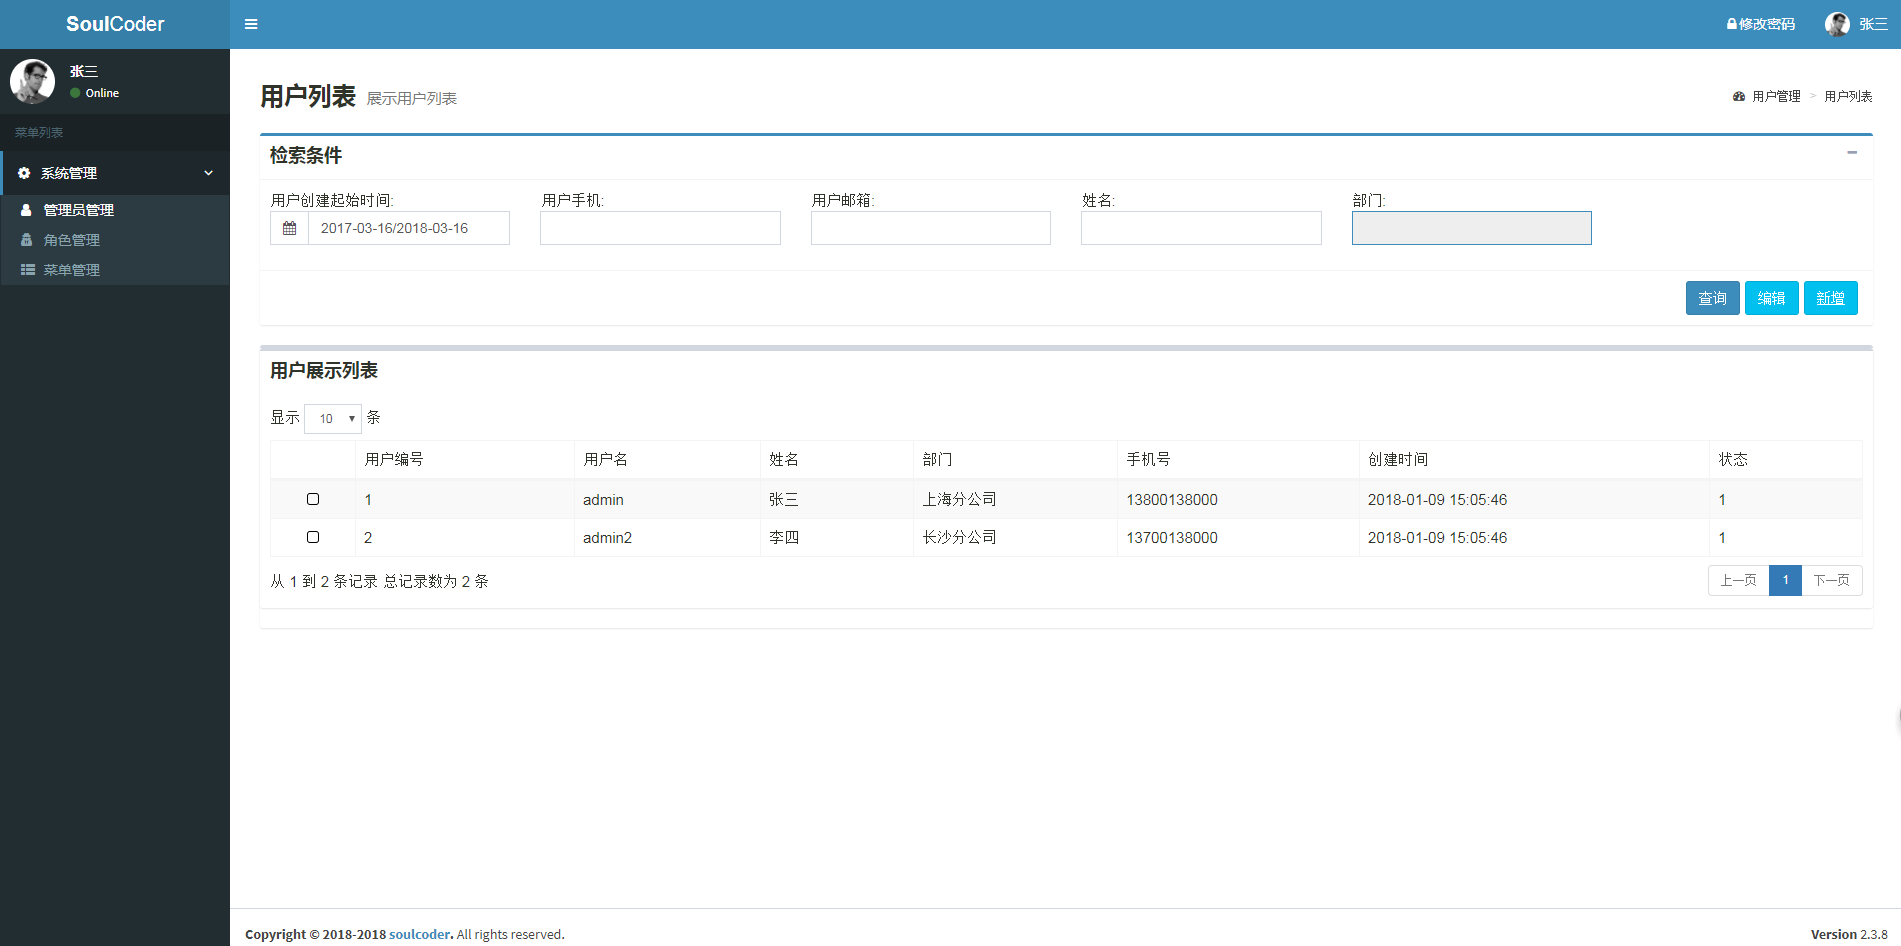 SoulCoder
修改密码 张三
张三
Online
菜单列表
系统管理
管理员管理
角色管理
菜单管理
用户列表 展示用户列表
用户管理 > 用户列表
检索条件
用户创建起始时间: 用户手机: 用户邮箱: 姓名: 部门:
2017-03-16/2018-03-16
查询 编辑 新增
用户展示列表
显示 10 条
用户编号 用户名 姓名 部门 手机号 创建时间 状态
1 admin 张三 上海分公司 13800138000 2018-01-09 15:05:46 1
2 admin2 李四 长沙分公司 13700138000 2018-01-09 15:05:46 1
从 1 到 2 条记录 总记录数为 2 条
上一页 1 下一页
Copyright © 2018-2018 soulcoder. All rights reserved.
Version 2.3.8